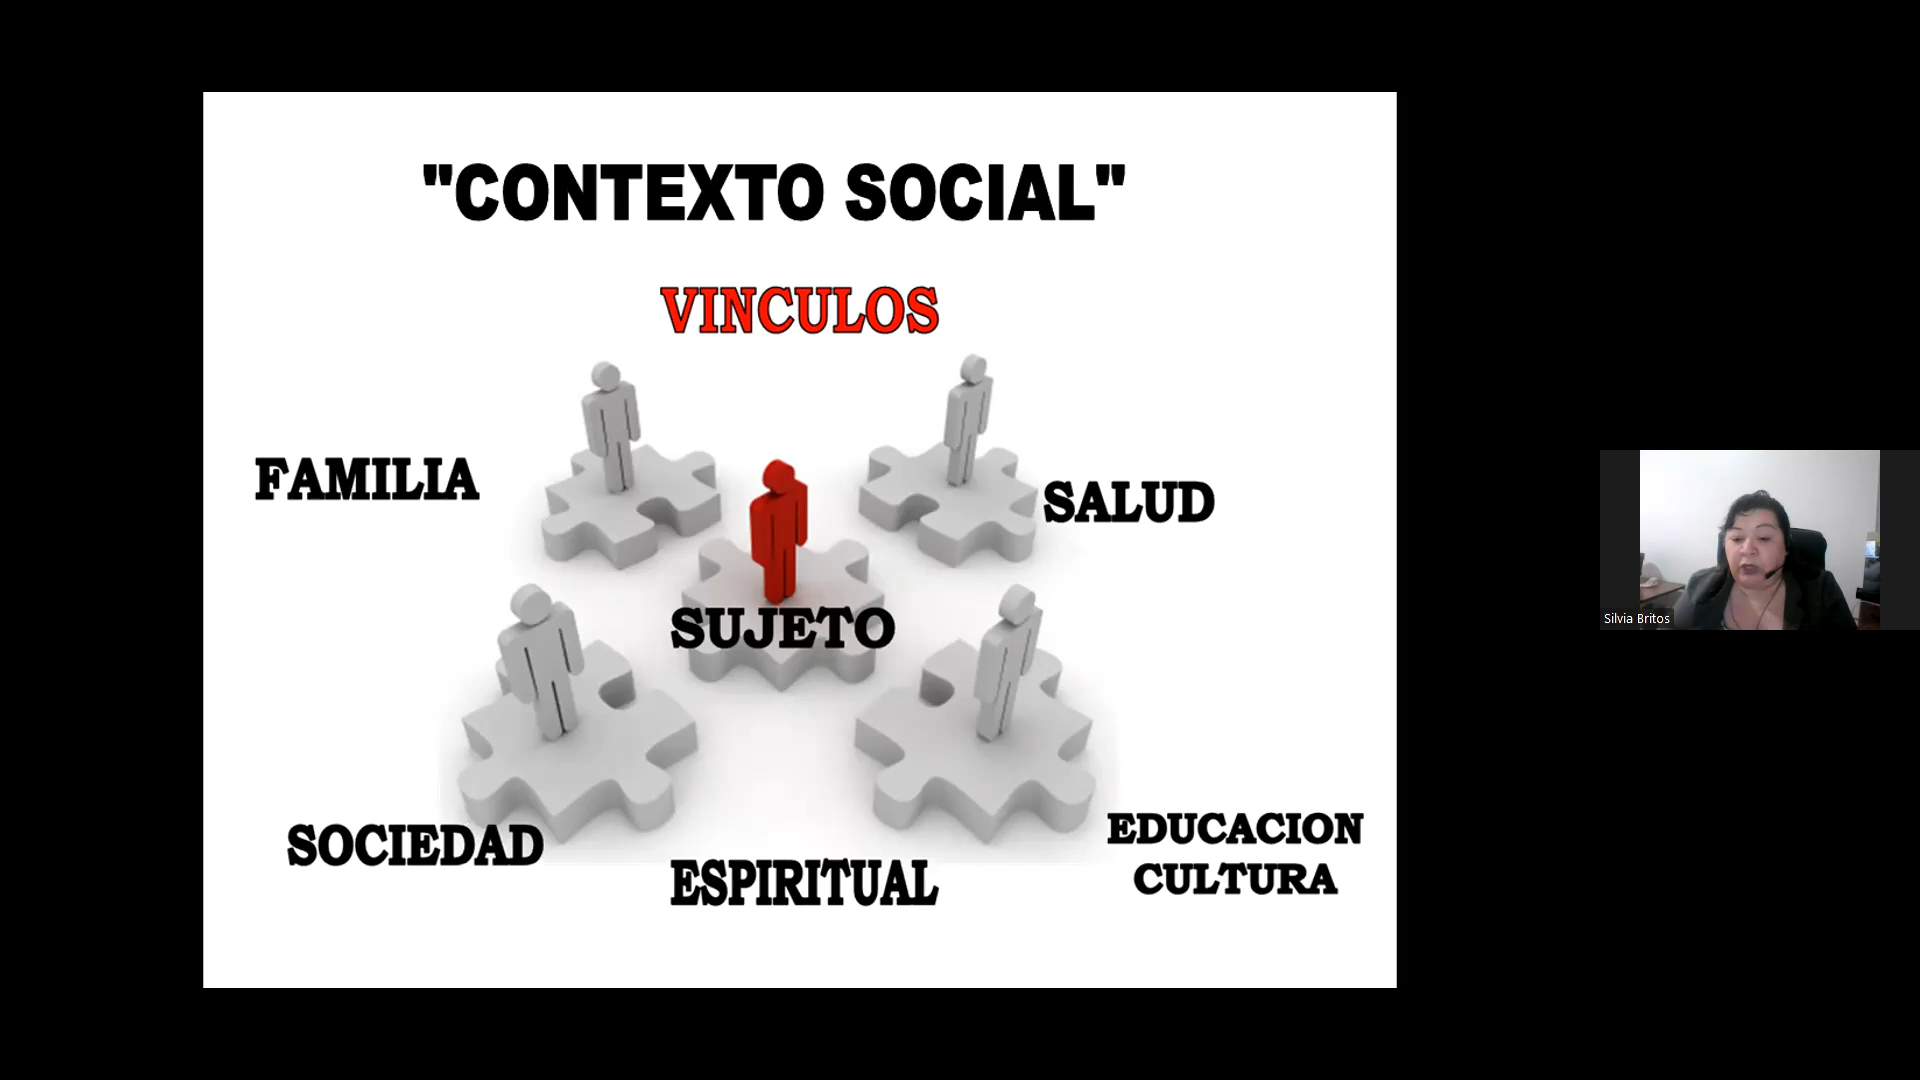 "CONTEXTO SOCIAL"
VINCULOS
FAMILIA
SALUD
SUJETO
SOCIEDAD
ESPIRITUAL
EDUCACION
CULTURA
Silvia Britos